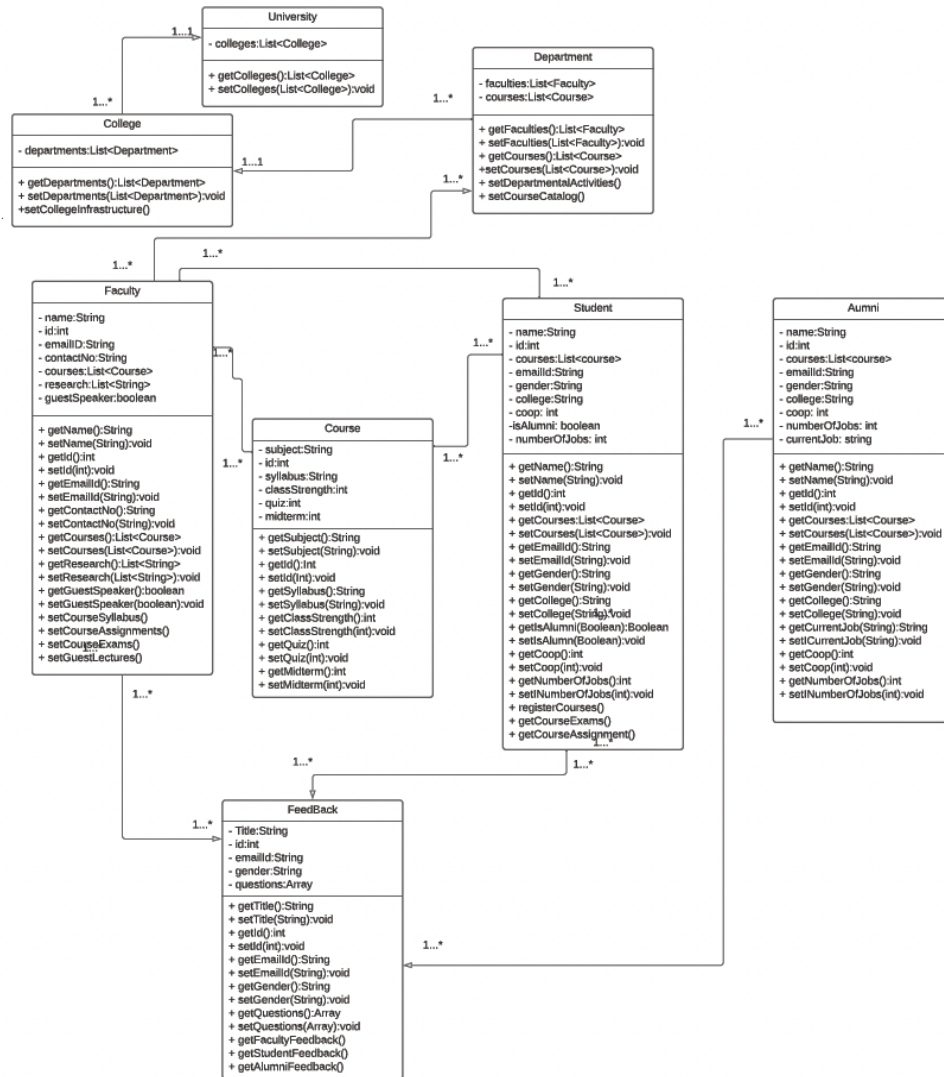 University
- colleges:List<College>
+ getColleges():List<College>
+ setColleges(List<College>):void
1...1
1...*
College
- departments:List<Department>
+ getDepartments():List<Department>
+ setDepartments(List<Department>):void
+setCollegeInfrastructure()
Department
- faculties:List<Faculty>
- courses:List<Course>
+ getFaculties():List<Faculty>
+ setFaculties(List<Faculty>):void
+ getCourses():List<Course>
+setCourses(List<Course>):void
+ setDepartmentalActivities()
+ setCourseCatalog()
1...*
1...1
1...*
1...*
1...*
1...*
Faculty
- name:String
- id:int
- emailID:String
- contactNo:String
- courses:List<Course>
- research:List<String>
- guestSpeaker:boolean
+ getName():String
+ setName(String):void
+ getId():int
+ setId(int):void
+ getEmailId():String
+ setEmailId(String):void
+ getContactNo():String
+ setContactNo(String):void
+ getCourses():List<Course>
+ setCourses(List<Course>):void
+ getResearch():List<String>
+ setResearch(List<String>):void
+ getGuestSpeaker():boolean
+ setGuestSpeaker(boolean):void
+ setCourseSyllabus()
+ setCourseAssignments()
+ setCourseExams()
1...*
+ setGuestLectures()
1...*
1...*
Course
- subject:String
- id:int
- syllabus:String
- classStrength:int
- quiz:int
- midterm:int
+ getSubject():String
+ setSubject(String):void
+ getId():Int
+ setId(Int):void
+ getSyllabus():String
+ setSyllabus(String):void
+ getClassStrength():int
+ setClassStrength(int):void
+ getQuiz():int
+ setQuiz(int):void
+ getMidterm():int
+ setMidterm(int):void
1...*
1...*
Student
- name:String
- id:int
- courses:List<course>
- emailId:String
- gender:String
- college:String
- coop: int
-isAlumni: boolean
- numberOfJobs: int
+ getName():String
+ setName(String):void
+ getId():int
+ setId(int):void
+ getCourses:List<Course>
+ setCourses(List<Course>):void
+ getEmailId():String
+ setEmailId(String):void
+ getGender():String
+ setGender(String):void
+ getCollege():String
+ setCollege(String):void
1...*
+ getIsAlumni(Boolean):Boolean
+ setIsAlumn(Boolean):void
+ getCoop():int
+ setCoop(int):void
+ getNumberOfJobs():int
+ setINumberOfJobs(int):void
+ registerCourses()
+ getCourseExams()
+ getCourseAssignment()
1...*
Aumni
- name:String
- id:int
- courses:List<course>
- emailId:String
- gender:String
- college:String
- coop: int
- numberOfJobs: int
- currentJob: string
+ getName():String
+ setName(String):void
+ getId():int
+ setId(int):void
+ getCourses:List<Course>
+ setCourses(List<Course>):void
+ getEmailId():String
+ setEmailId(String):void
+ getGender():String
+ setGender(String):void
+ getCollege():String
+ setCollege(String):void
+ getCurrentJob(String):String
+ setICurrentJob(String):void
+ getCoop():int
+ setCoop(int):void
+ getNumberOfJobs():int
+ setINumberOfJobs(int):void
1...*
1...*
1...*
1...*
1...*
FeedBack
- Title:String
- id:int
- emailId:String
- gender:String
- questions:Array
+ getTitle():String
+ setTitle(String):void
+ getId():int
+ setId(int):void
+ getEmailId():String
+ setEmailId(String):void
+ getGender():String
+ setGender(String):void
+ getQuestions():Array
+ setQuestions(Array):void
+ getFacultyFeedback()
+ getStudentFeedback()
+ getAlumniFeedback()
1...*